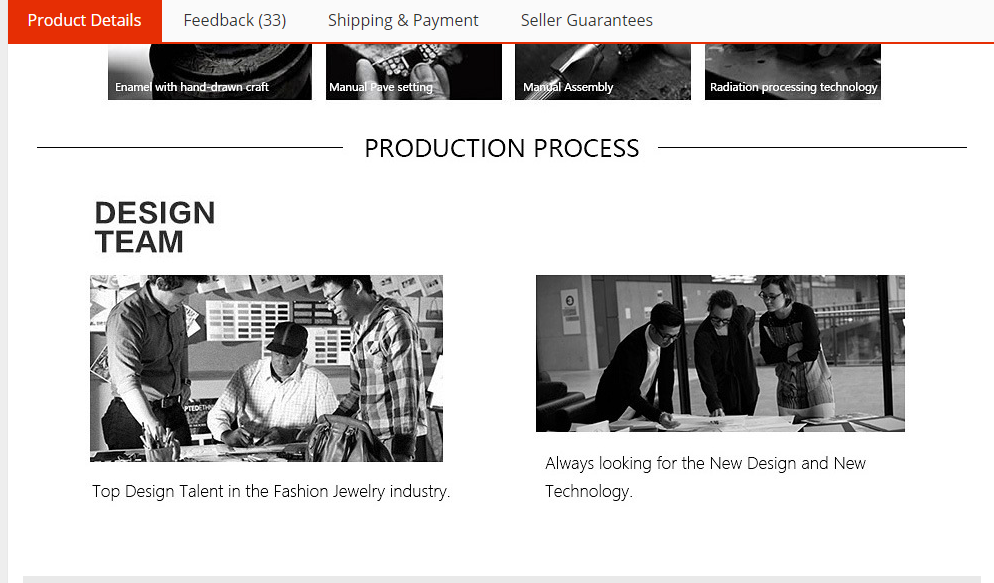 Product Details
Feedback (33)
Shipping & Payment
Seller Guarantees
Enamel with hand-drawn craft
Manual Pave setting
Manual Assembly
Radiation processing technology
PRODUCTION PROCESS
DESIGN
TEAM
Top Design Talent in the Fashion Jewelry industry.
Always looking for the New Design and New
Technology.